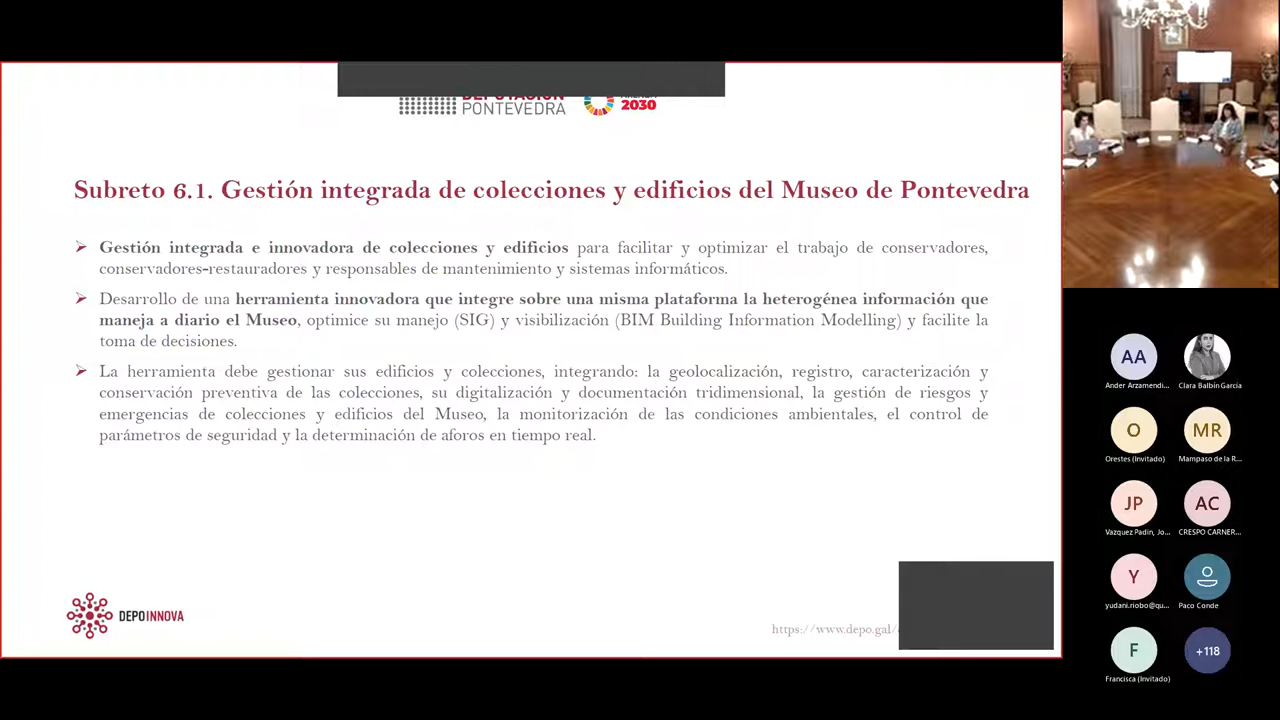 PONTEVEDRA
2030
Subreto 6.1. Gestión integrada de colecciones y edificios del Museo de Pontevedra
Gestión integrada e innovadora de colecciones y edificios para facilitar y optimizar el trabajo de conservadores,
conservadores-restauradores y responsables de mantenimiento y sistemas informáticos.
Desarrollo de una herramienta innovadora que integre sobre una misma plataforma la heterogénea información que
maneja a diario el Museo, optimice su manejo (SIG) y visibilización (BIM Building Information Modelling) y facilite la
toma de decisiones.
La herramienta debe gestionar sus edificios y colecciones, integrando: la geolocalización, registro, caracterización y
conservación preventiva de las colecciones, su digitalización y documentación tridimensional, la gestión de riesgos y
emergencias de colecciones y edificios del Museo, la monitorización de las condiciones ambientales, el control de
parámetros de seguridad y la determinación de aforos en tiempo real.
DEPOINNOVA
https://www.depo.gal/
AA
Ander Arzamendi... Clara Balbín García
O MR
Orestes (Invitado) Mampaso de la R...
JP AC
Vazquez Padin, Jo... CRESPO CARNER...
Y
yudani.riobo@qu... Paco Conde
F +118
Francisca (Invitado)